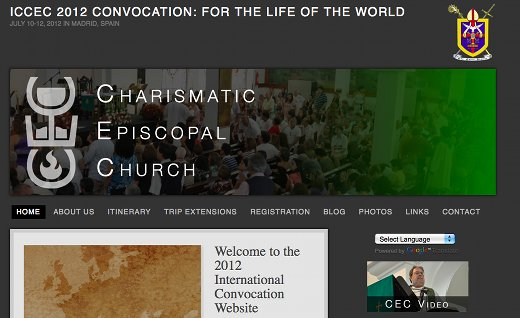 ICCEC 2012 CONVOCATION: FOR THE LIFE OF THE WORLD
JULY 10-12, 2012 IN MADRID, SPAIN
CEC
CHARISMATIC
EPISCOPAL
CHURCH
HOME ABOUT US ITINERARY TRIP EXTENSIONS REGISTRATION BLOG PHOTOS LINKS CONTACT
Select Language
Powered by Google Translate
Welcome to the
2012
International
Convocation
Website
CEC VIDEO